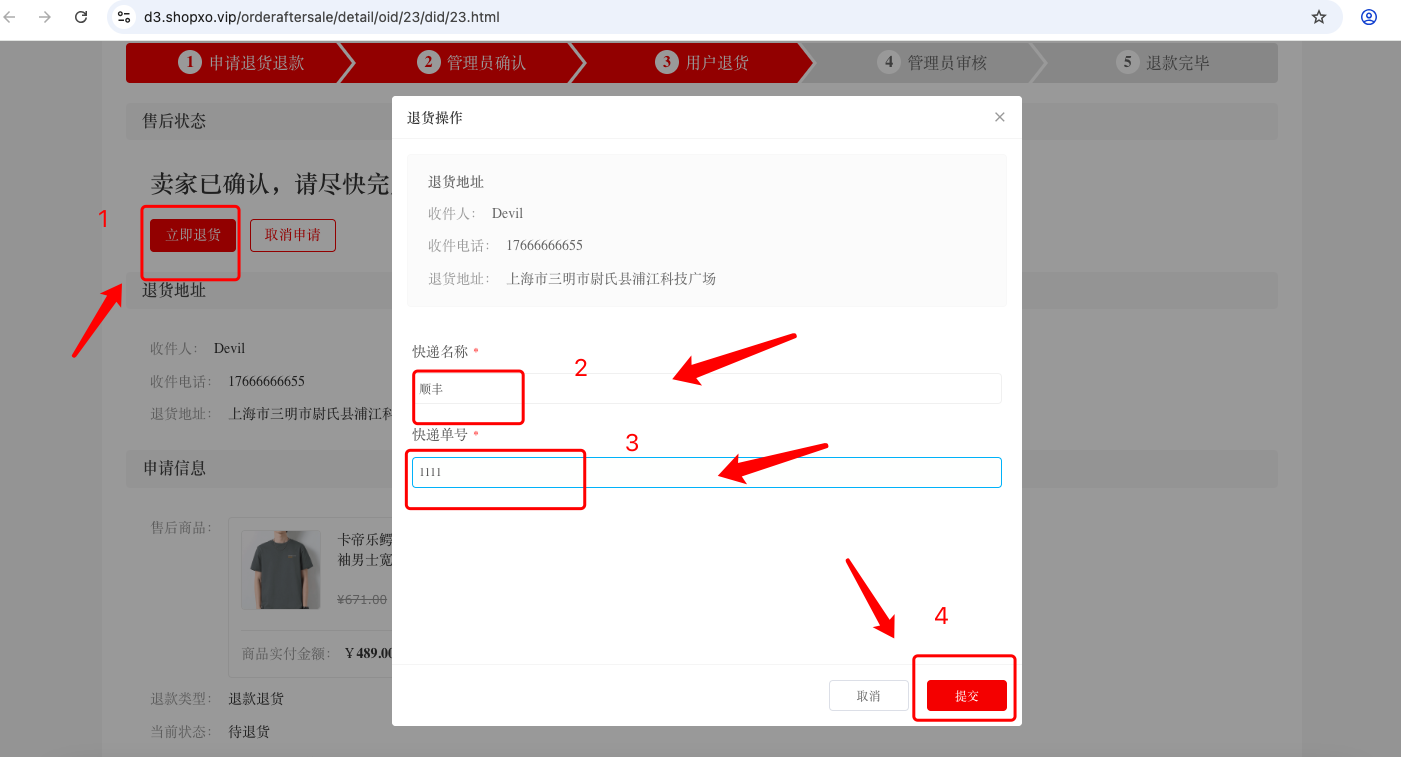 d3.shopxo.vip/orderaftersale/detail/oid/23/did/23.html
1 申请退货退款 2 管理员确认 3 用户退货 4 管理员审核 5 退款完毕
售后状态
卖家已确认，请尽快完
1
立即退货 取消申请
退货地址
收件人： Devil
收件电话： 17666666655
退货地址： 上海市三明市尉氏县浦江科
申请信息
售后商品：
卡帝乐鳄
袖男士宽
¥671.00
商品实付金额： ￥489.00
退款类型： 退款退货
当前状态： 待退货
退货操作
退货地址
收件人： Devil
收件电话： 17666666655
退货地址： 上海市三明市尉氏县浦江科技广场
快递名称 *
2
顺丰
快递单号 *
3
1111
4
取消 提交